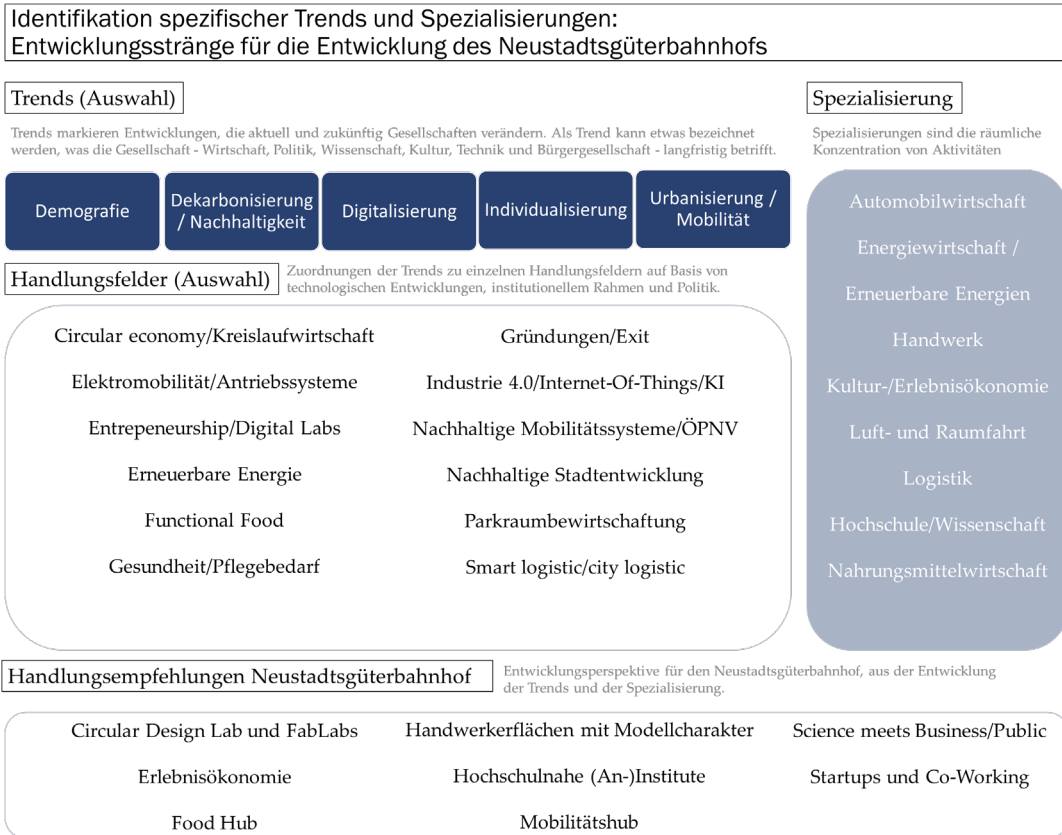 Identifikation spezifischer Trends und Spezialisierungen:
Entwicklungsstränge für die Entwicklung des Neustadtsgüterbahnhofs
Trends (Auswahl)
Trends markieren Entwicklungen, die aktuell und zukünftig Gesellschaften verändern. Als Trend kann etwas bezeichnet
werden, was die Gesellschaft - Wirtschaft, Politik, Wissenschaft, Kultur, Technik und Bürgergesellschaft - langfristig betrifft.
Demografie
Dekarbonisierung
/ Nachhaltigkeit
Digitalisierung
Individualisierung
Urbanisierung /
Mobilität
Handlungsfelder (Auswahl)
Zuordnungen der Trends zu einzelnen Handlungsfeldern auf Basis von
technologischen Entwicklungen, institutionellem Rahmen und Politik.
Circular economy/Kreislaufwirtschaft
Elektromobilität/Antriebssysteme
Entrepeneurship/Digital Labs
Erneuerbare Energie
Functional Food
Gesundheit/Pflegebedarf
Gründungen/Exit
Industrie 4.0/Internet-Of-Things/KI
Nachhaltige Mobilitätssysteme/ÖPNV
Nachhaltige Stadtentwicklung
Parkraumbewirtschaftung
Smart logistic/city logistic
Spezialisierung
Spezialisierungen sind die räumliche
Konzentration von Aktivitäten
Automobilwirtschaft
Energiewirtschaft /
Erneuerbare Energien
Handwerk
Kultur-/Erlebnisökonomie
Luft- und Raumfahrt
Logistik
Hochschule/Wissenschaft
Nahrungsmittelwirtschaft
Handlungsempfehlungen Neustadtsgüterbahnhof
Entwicklungsperspektive für den Neustadtsgüterbahnhof, aus der Entwicklung
der Trends und der Spezialisierung.
Circular Design Lab und FabLabs
Erlebnisökonomie
Food Hub
Handwerkerflächen mit Modellcharakter
Hochschulnahe (An-)Institute
Mobilitätshub
Science meets Business/Public
Startups und Co-Working